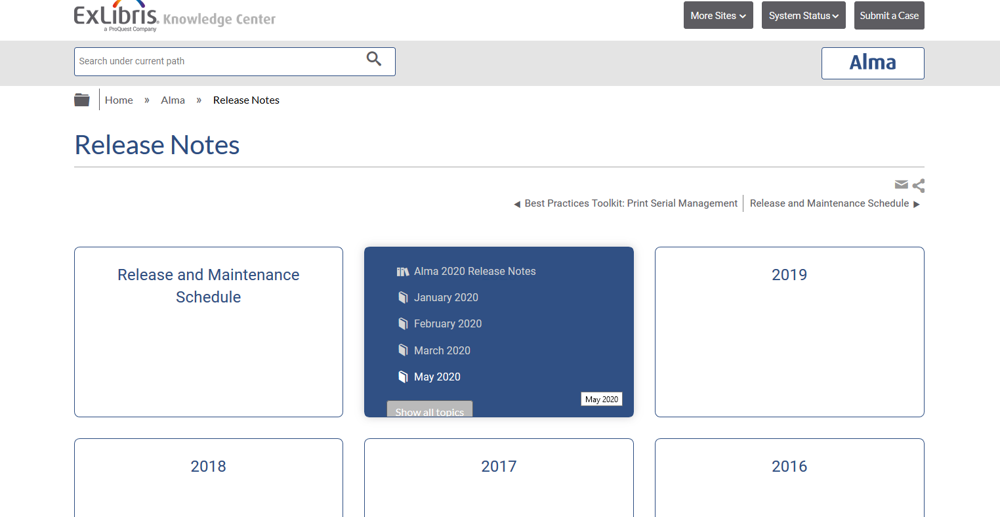 ExLibris® Knowledge Center
a ProQuest Company
More Sites
System Status
Submit a Case
Search under current path
Alma
Home » Alma » Release Notes
Release Notes
◀ Best Practices Toolkit: Print Serial Management
Release and Maintenance Schedule ▶
Release and Maintenance
Schedule
Alma 2020 Release Notes
January 2020
February 2020
March 2020
May 2020
May 2020
Show all topics
2019
2018
2017
2016